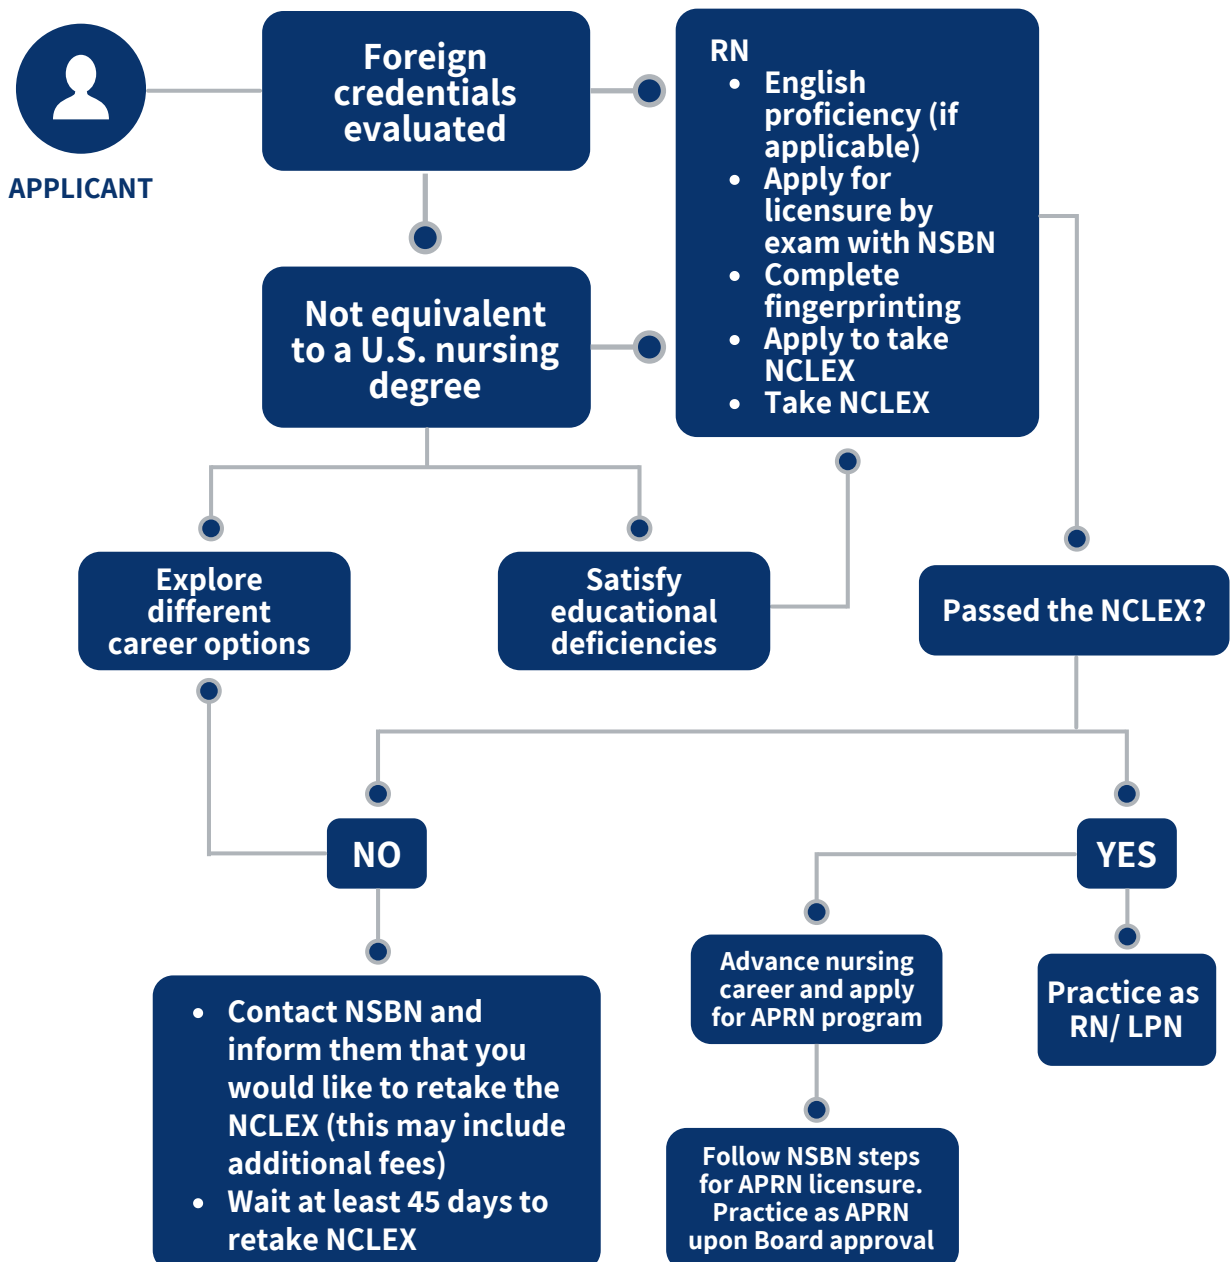 APPLICANT
Foreign
credentials
evaluated
RN
• English
proficiency (if
applicable)
• Apply for
licensure by
exam with NSBN
• Complete
fingerprinting
• Apply to take
NCLEX
• Take NCLEX
Not equivalent
to a U.S. nursing
degree
Explore
different
career options
Satisfy
educational
deficiencies
Passed the NCLEX?
NO
YES
• Contact NSBN and
inform them that you
would like to retake the
NCLEX (this may include
additional fees)
• Wait at least 45 days to
retake NCLEX
Advance nursing
career and apply
for APRN program
Practice as
RN/ LPN
Follow NSBN steps
for APRN licensure.
Practice as APRN
upon Board approval